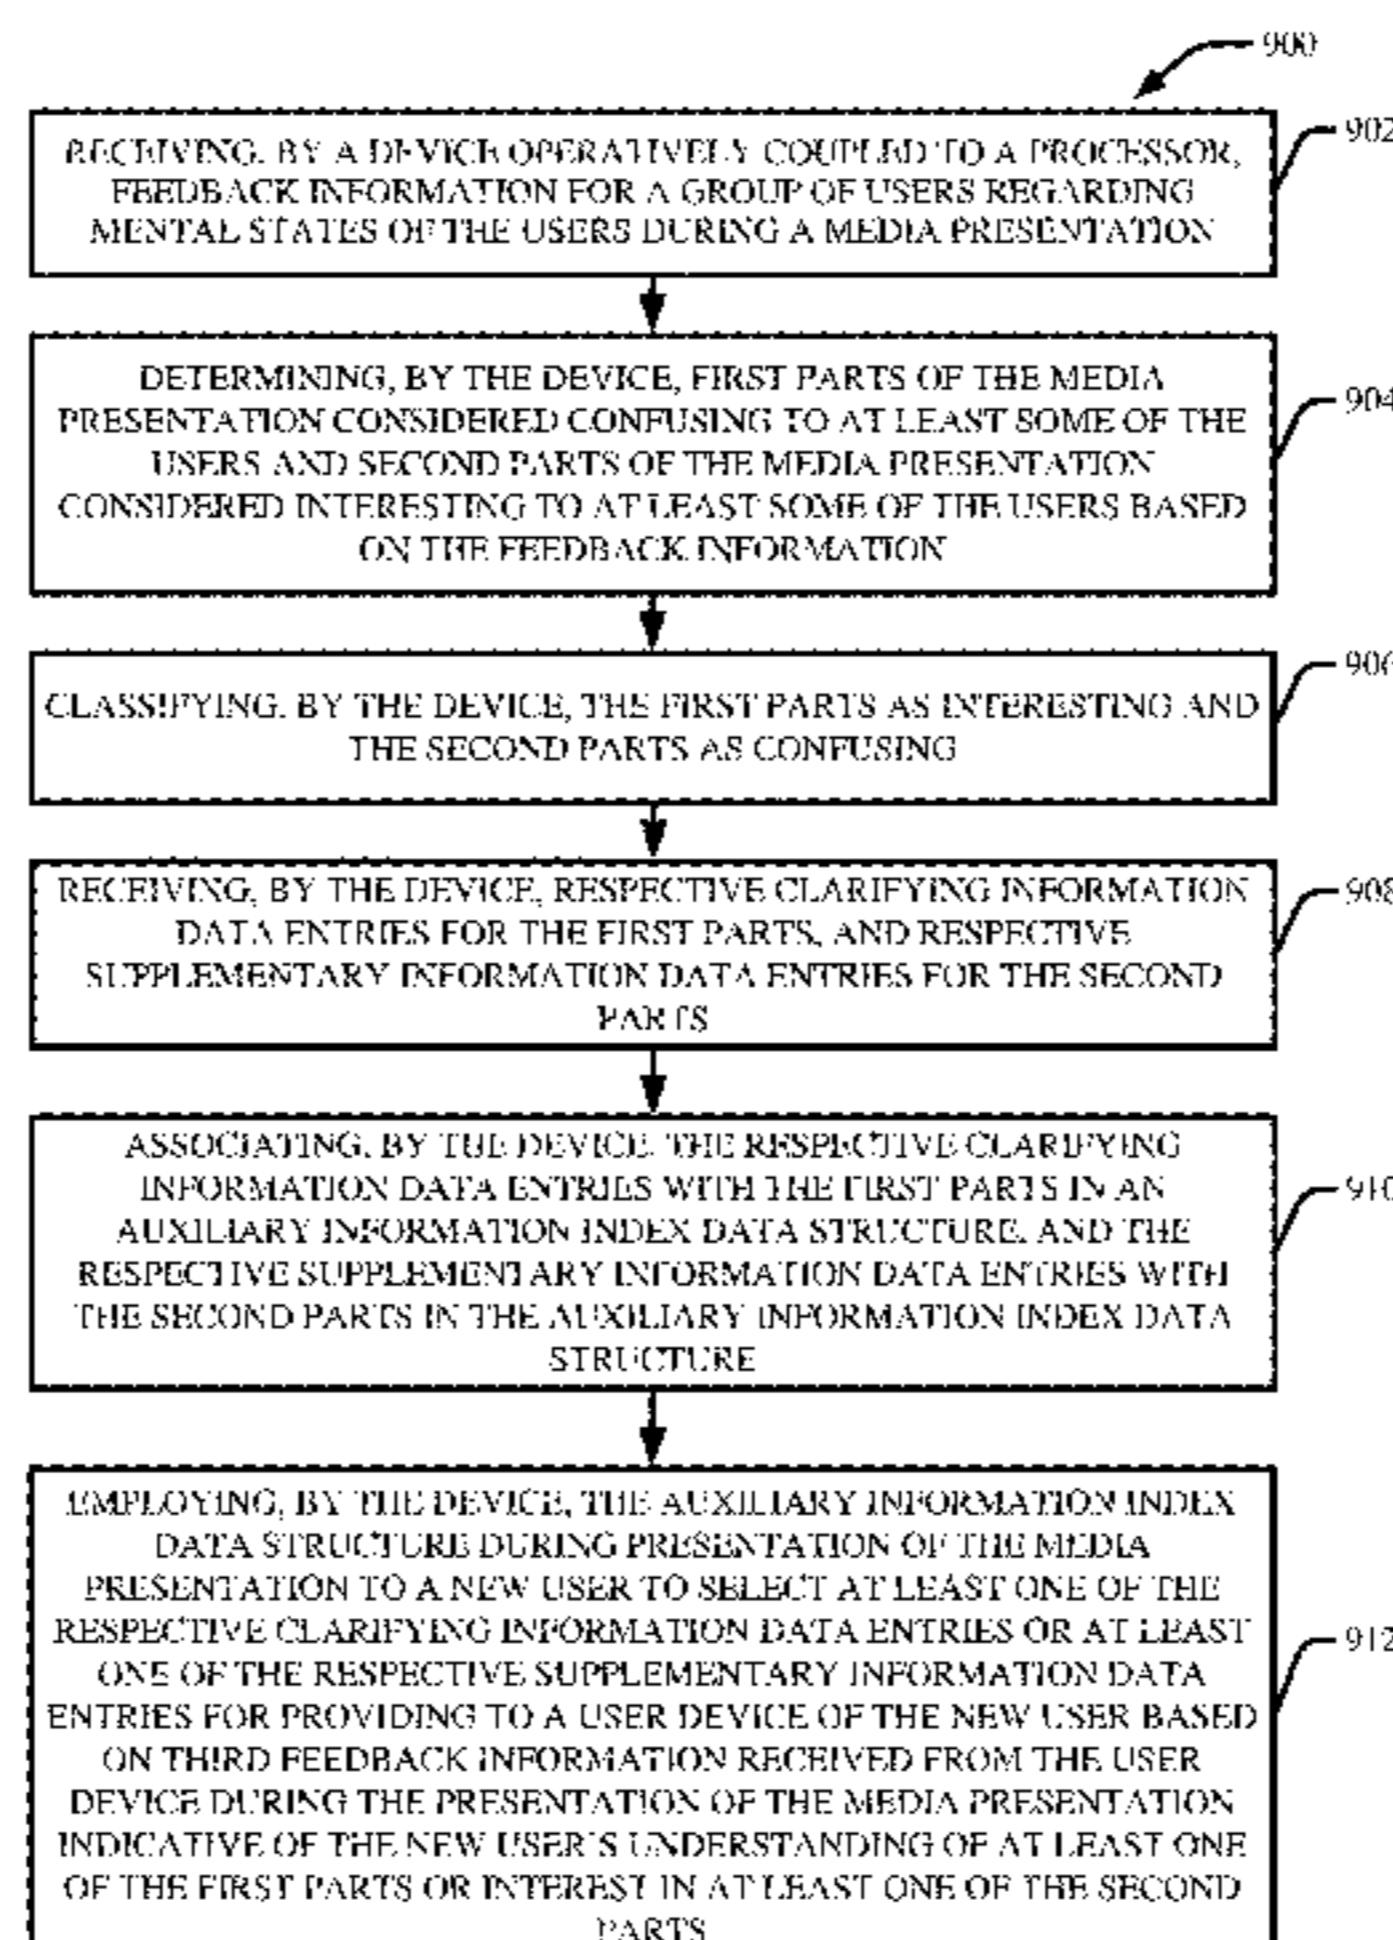 900
902
RECEIVING, BY A DEVICE OPERATIVELY COUPLED TO A PROCESSOR,
FEEDBACK INFORMATION FOR A GROUP OF USERS REGARDING
MENTAL STATES OF THE USERS DURING A MEDIA PRESENTATION
904
DETERMINING, BY THE DEVICE, FIRST PARTS OF THE MEDIA
PRESENTATION CONSIDERED CONFUSING TO AT LEAST SOME OF THE
USERS AND SECOND PARTS OF THE MEDIA PRESENTATION
CONSIDERED INTERESTING TO AT LEAST SOME OF THE USERS BASED
ON THE FEEDBACK INFORMATION
906
CLASSIFYING, BY THE DEVICE, THE FIRST PARTS AS INTERESTING AND
THE SECOND PARTS AS CONFUSING
908
RECEIVING, BY THE DEVICE, RESPECTIVE CLARIFYING INFORMATION
DATA ENTRIES FOR THE FIRST PARTS, AND RESPECTIVE
SUPPLEMENTARY INFORMATION DATA ENTRIES FOR THE SECOND
PARTS
910
ASSOCIATING, BY THE DEVICE, THE RESPECTIVE CLARIFYING
INFORMATION DATA ENTRIES WITH THE FIRST PARTS IN AN
AUXILIARY INFORMATION INDEX DATA STRUCTURE, AND THE
RESPECTIVE SUPPLEMENTARY INFORMATION DATA ENTRIES WITH
THE SECOND PARTS IN THE AUXILIARY INFORMATION INDEX DATA
STRUCTURE
912
EMPLOYING, BY THE DEVICE, THE AUXILIARY INFORMATION INDEX
DATA STRUCTURE DURING PRESENTATION OF THE MEDIA
PRESENTATION TO A NEW USER TO SELECT AT LEAST ONE OF THE
RESPECTIVE CLARIFYING INFORMATION DATA ENTRIES OR AT LEAST
ONE OF THE RESPECTIVE SUPPLEMENTARY INFORMATION DATA
ENTRIES FOR PROVIDING TO A USER DEVICE OF THE NEW USER BASED
ON THIRD FEEDBACK INFORMATION RECEIVED FROM THE USER
DEVICE DURING THE PRESENTATION OF THE MEDIA PRESENTATION
INDICATIVE OF THE NEW USER'S UNDERSTANDING OF AT LEAST ONE
OF THE FIRST PARTS OR INTEREST IN AT LEAST ONE OF THE SECOND
PARTS